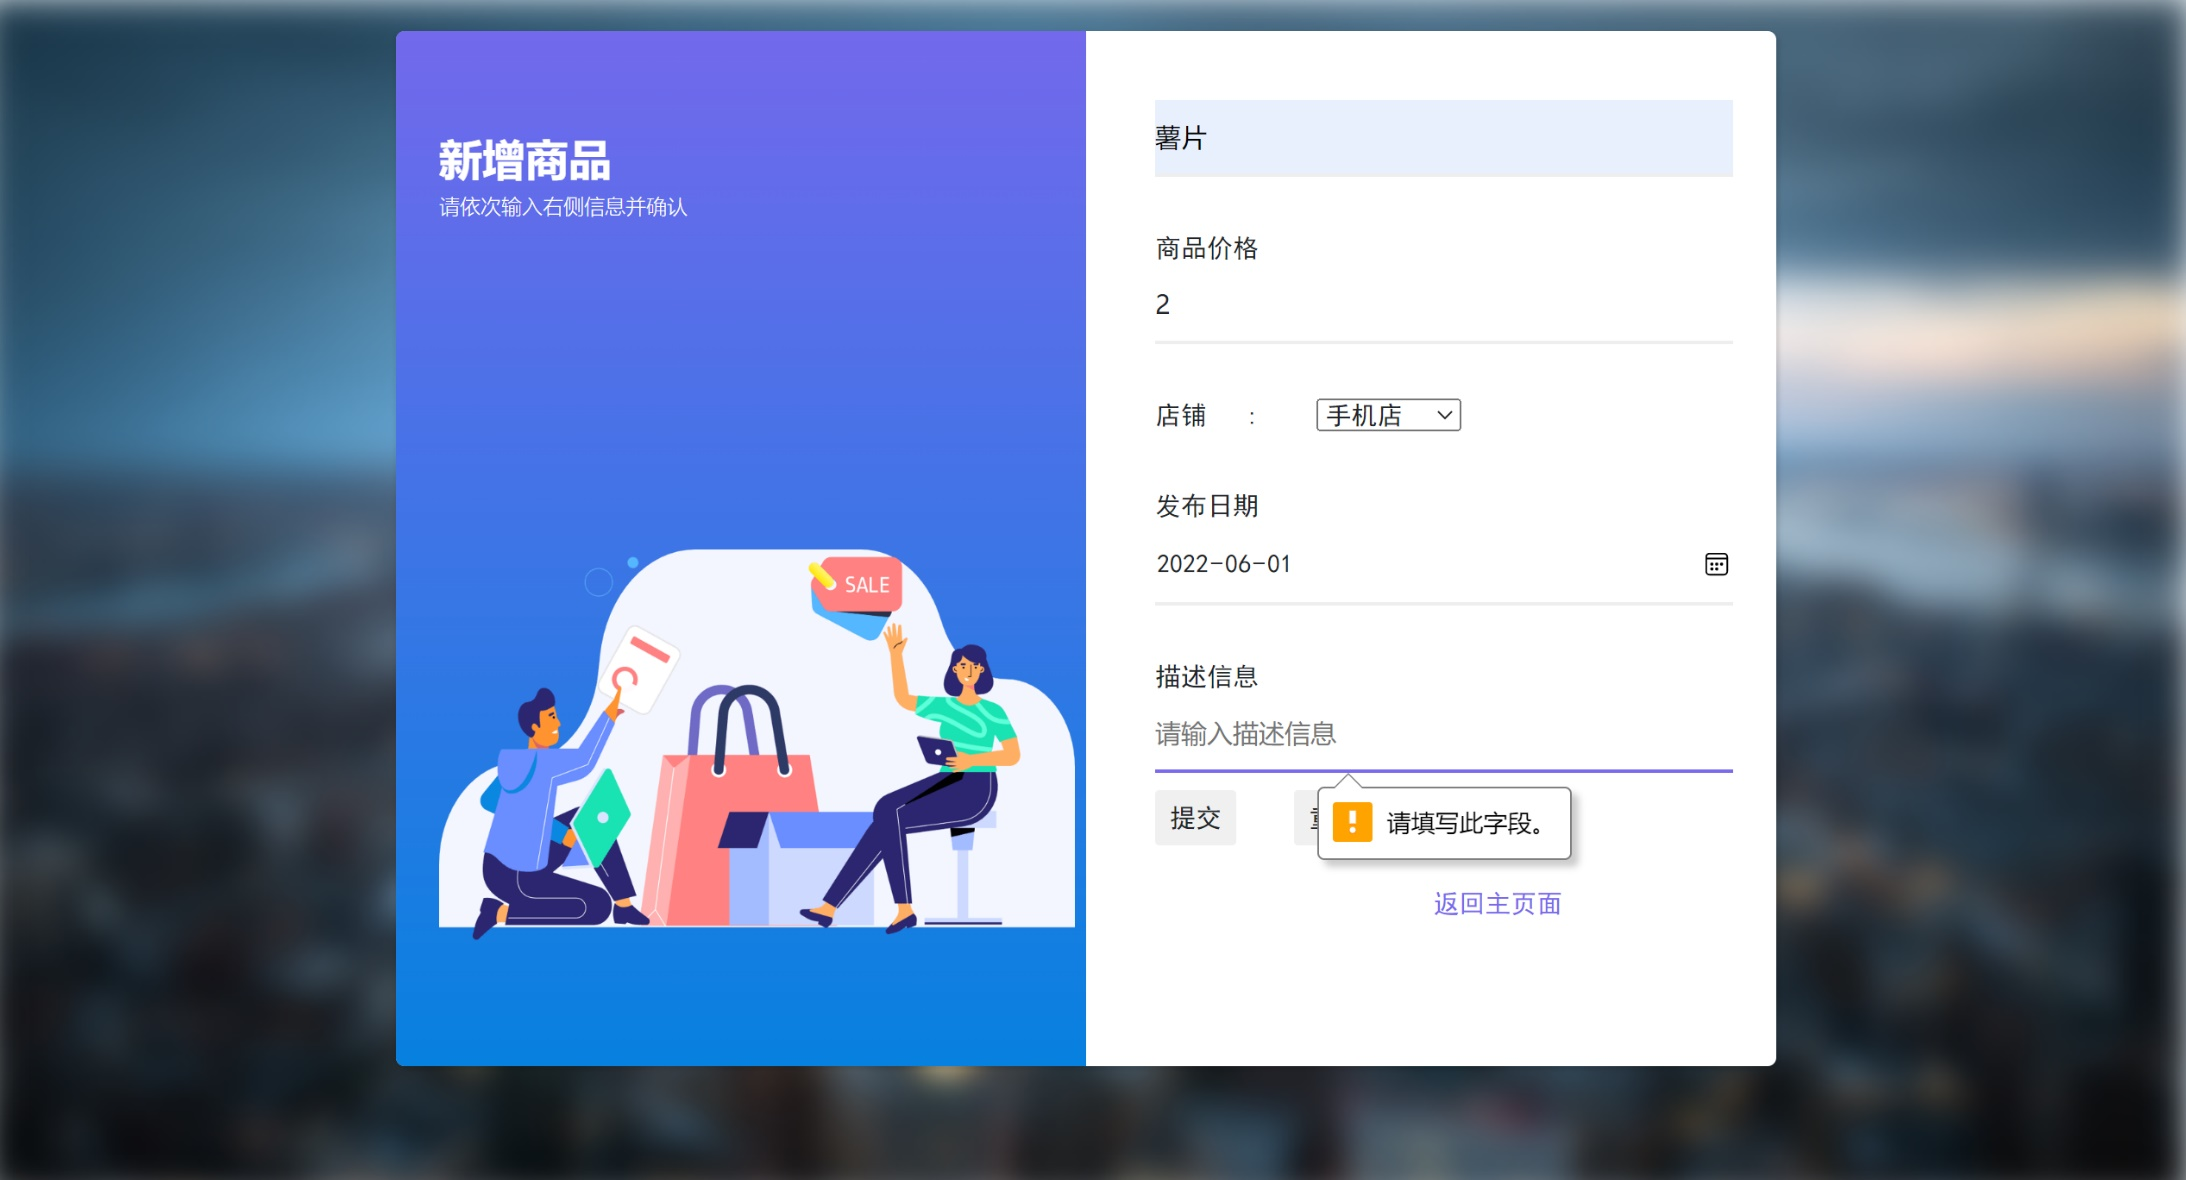 新增商品
请依次输入右侧信息并确认
SALE
薯片
商品价格
2
店铺 : 手机店
发布日期
2022-06-01
描述信息
请输入描述信息
提交
请填写此字段。
返回主页面